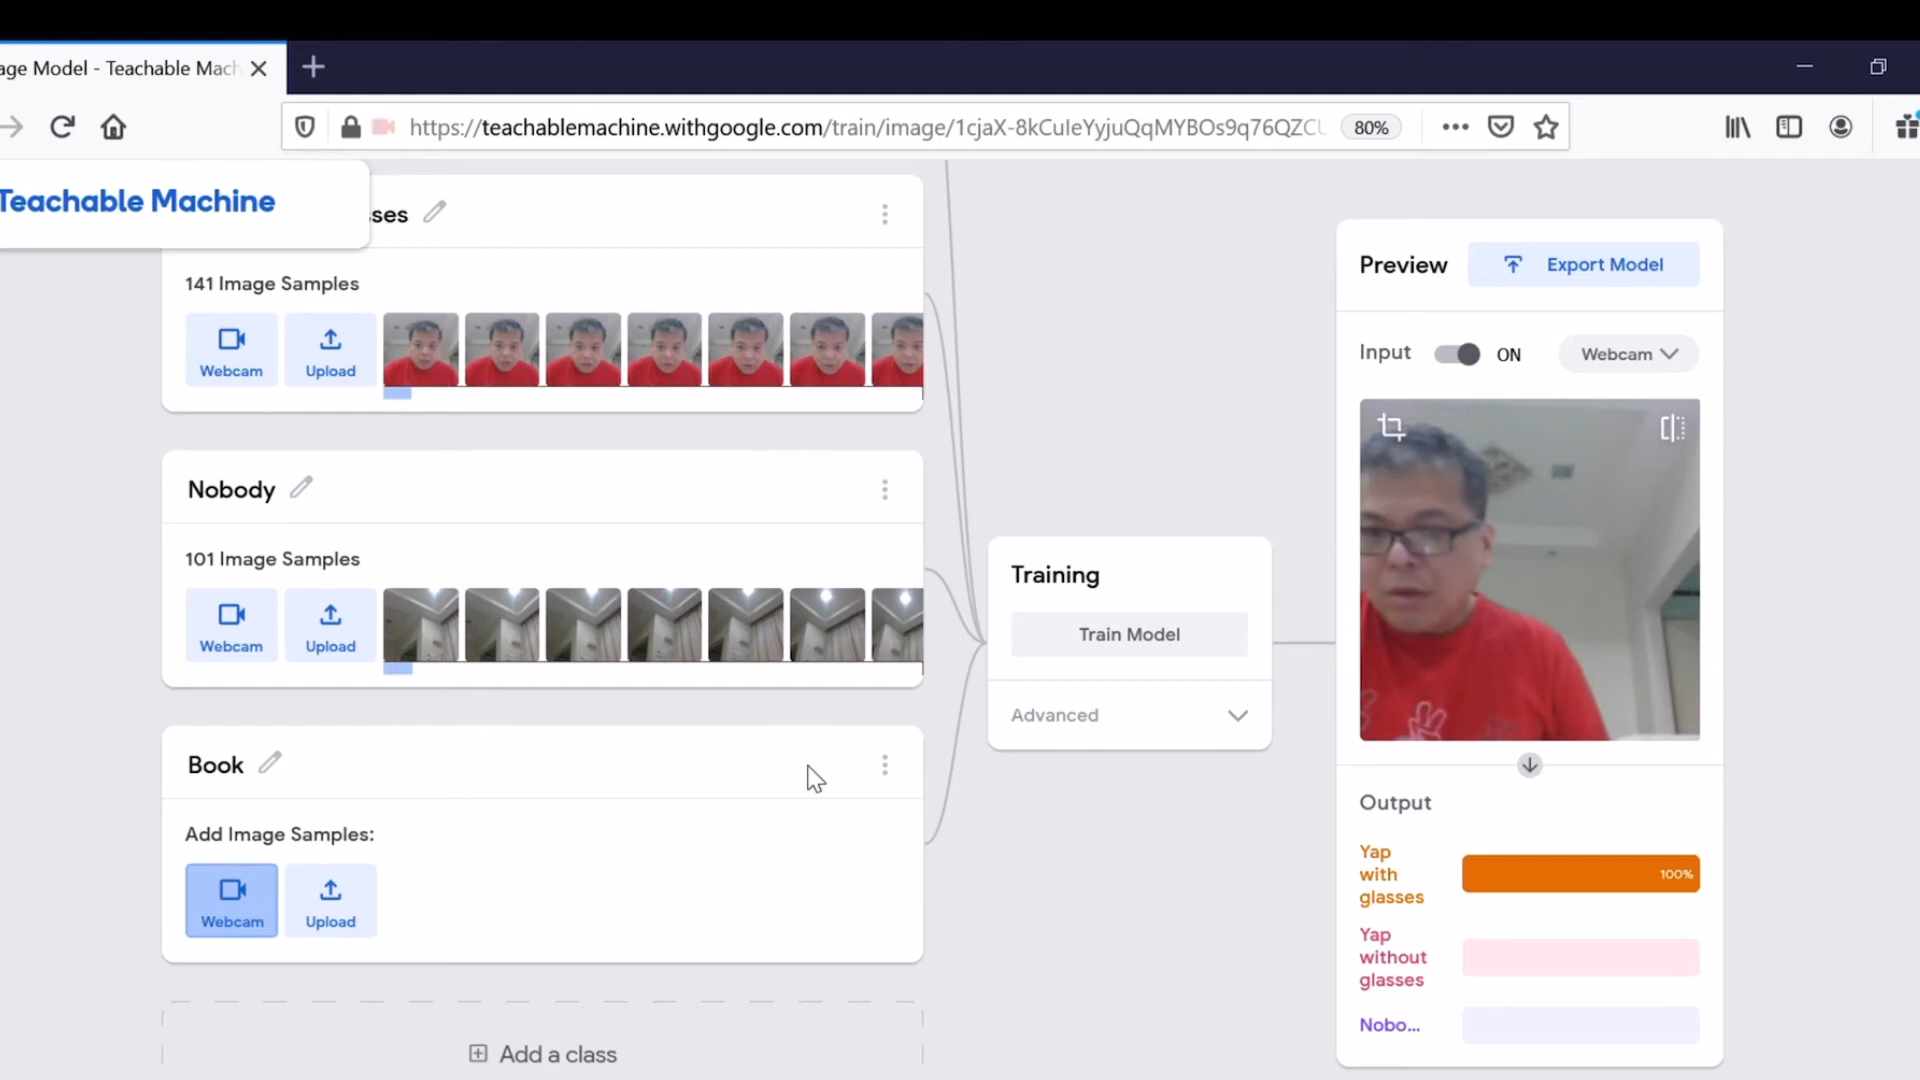 age Model - Teachable Mach
https://teachablemachine.withgoogle.com/train/image/1cjaX-8kCuIeYyjuQqMYBOs9q76QZCU
80%
Teachable Machine
sses
141 Image Samples
Webcam
Upload
Nobody
101 Image Samples
Webcam
Upload
Book
Add Image Samples:
Webcam
Upload
Add a class
Training
Train Model
Advanced
Preview
Export Model
Input
ON
Webcam
Output
Yap
with
glasses
100%
Yap
without
glasses
Nobo...